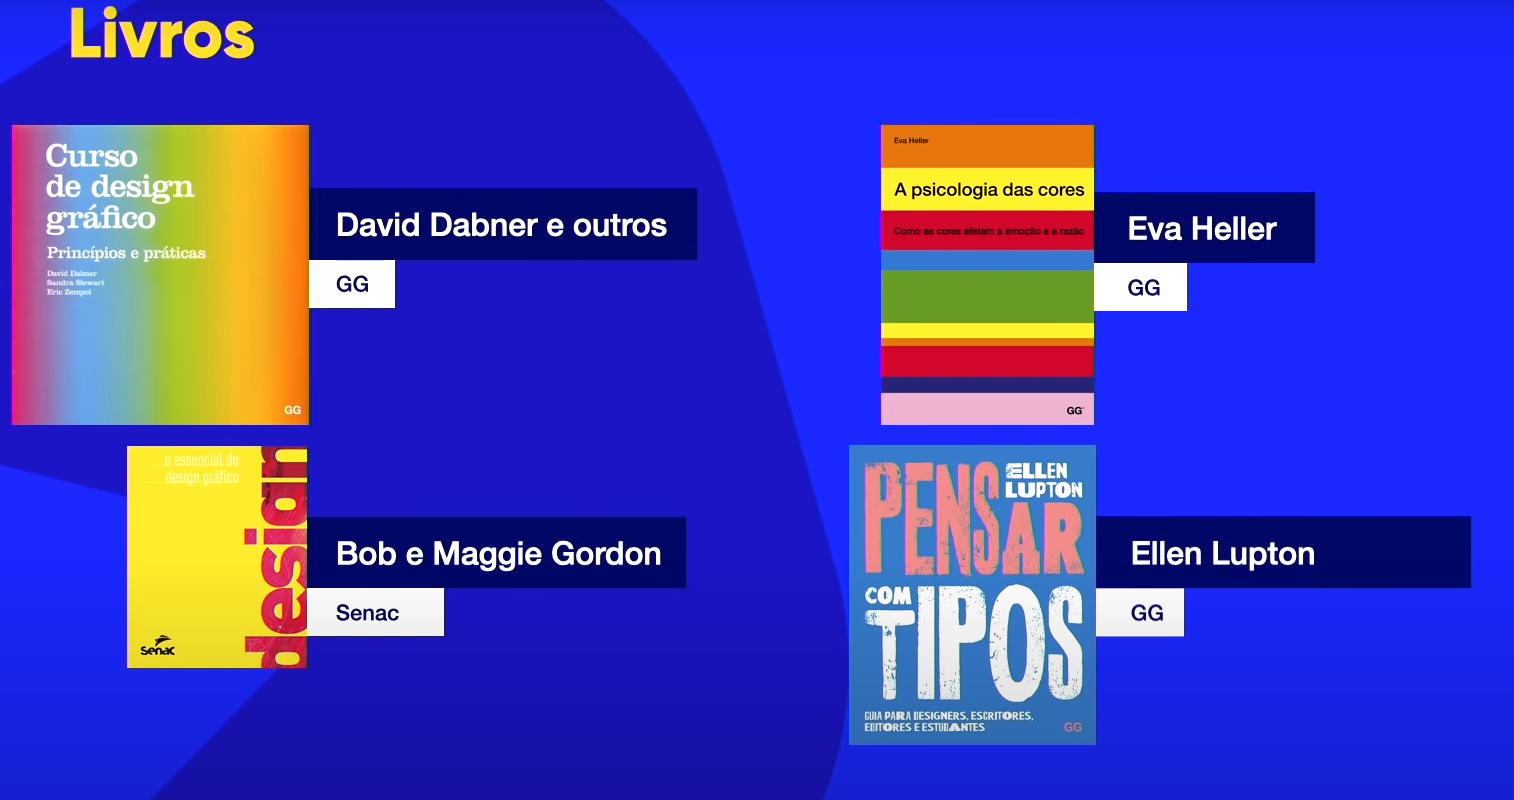 Livros
Curso
de design
gráfico
Princípios e práticas
David Dabner
Sandra Stewart
Eric Zempol
GG
David Dabner e outros
GG
Eva Heller
A psicologia das cores
Como as cores afetam a emoção e a razão
GG
Eva Heller
GG
o essencial do
design gráfico
design
senac
Bob e Maggie Gordon
Senac
PENSAR
ELLEN
LUPTON
COM
TIPOS
GUIA PARA DESIGNERS, ESCRITORES,
EDITORES E ESTUDANTES
GG
Ellen Lupton
GG